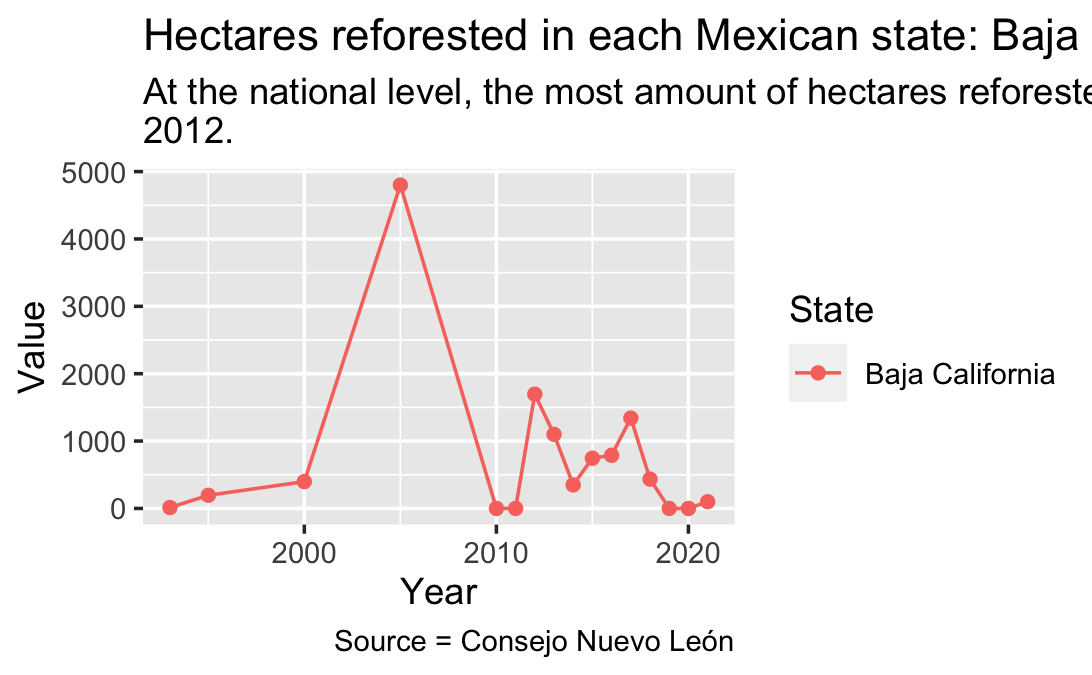 Hectares reforested in each Mexican state: Baja
At the national level, the most amount of hectares
2012.
5000
4000
3000
2000
1000
0
Value
2000
2010
2020
Year
State
Baja California
Source = Consejo Nuevo León